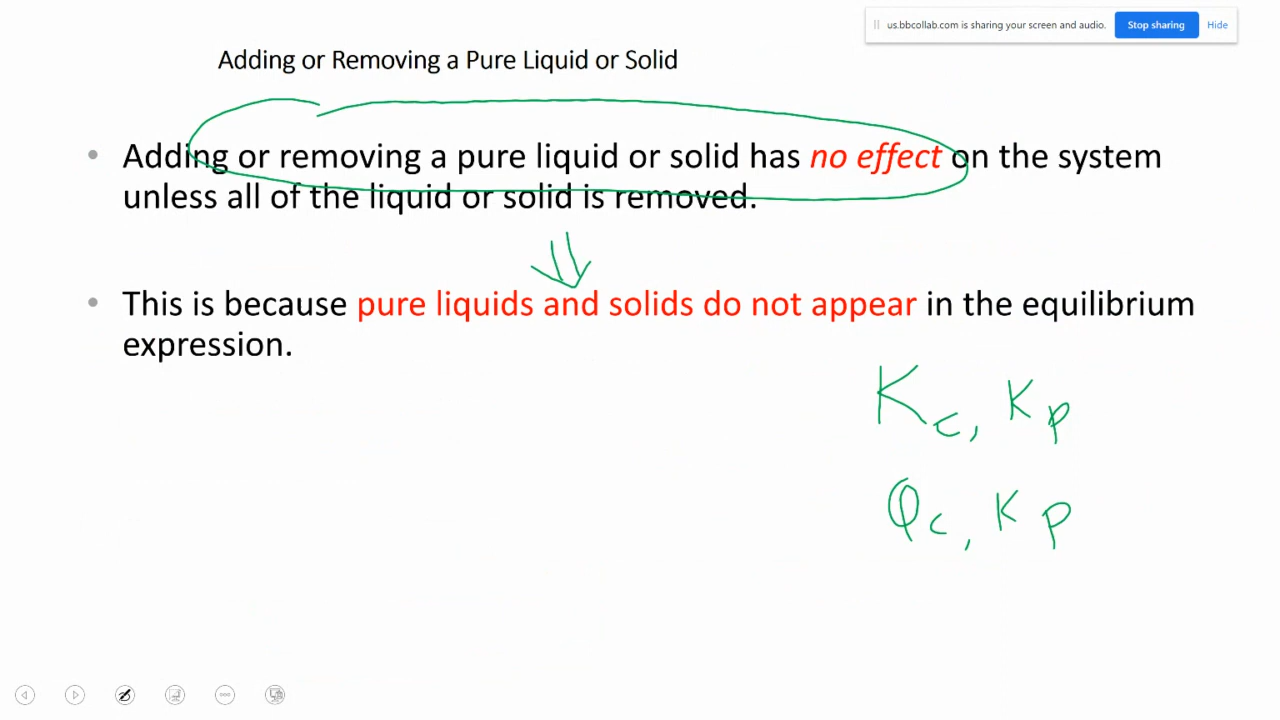 us.bbcollab.com is sharing your screen and audio. Stop sharing Hide
Adding or Removing a Pure Liquid or Solid
• Adding or removing a pure liquid or solid has no effect on the system
unless all of the liquid or solid is removed.
• This is because pure liquids and solids do not appear in the equilibrium
expression.
Kc, Kp
Qc, Kp